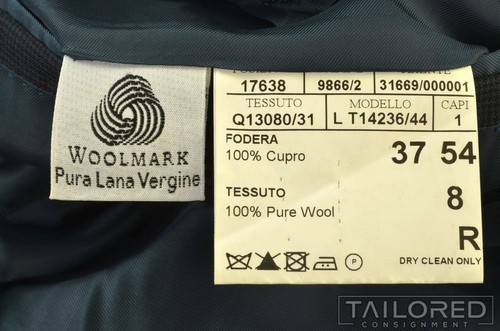 17638 9866/2 31669/000001
TESSUTO MODELLO CAPI
Q13080/31 L T14236/44 1
FODERA
100% Cupro 37 54
TESSUTO
100% Pure Wool 8
R
P
DRY CLEAN ONLY
WOOLMARK
Pura Lana Vergine
TAILORED
CONSIGNMENT